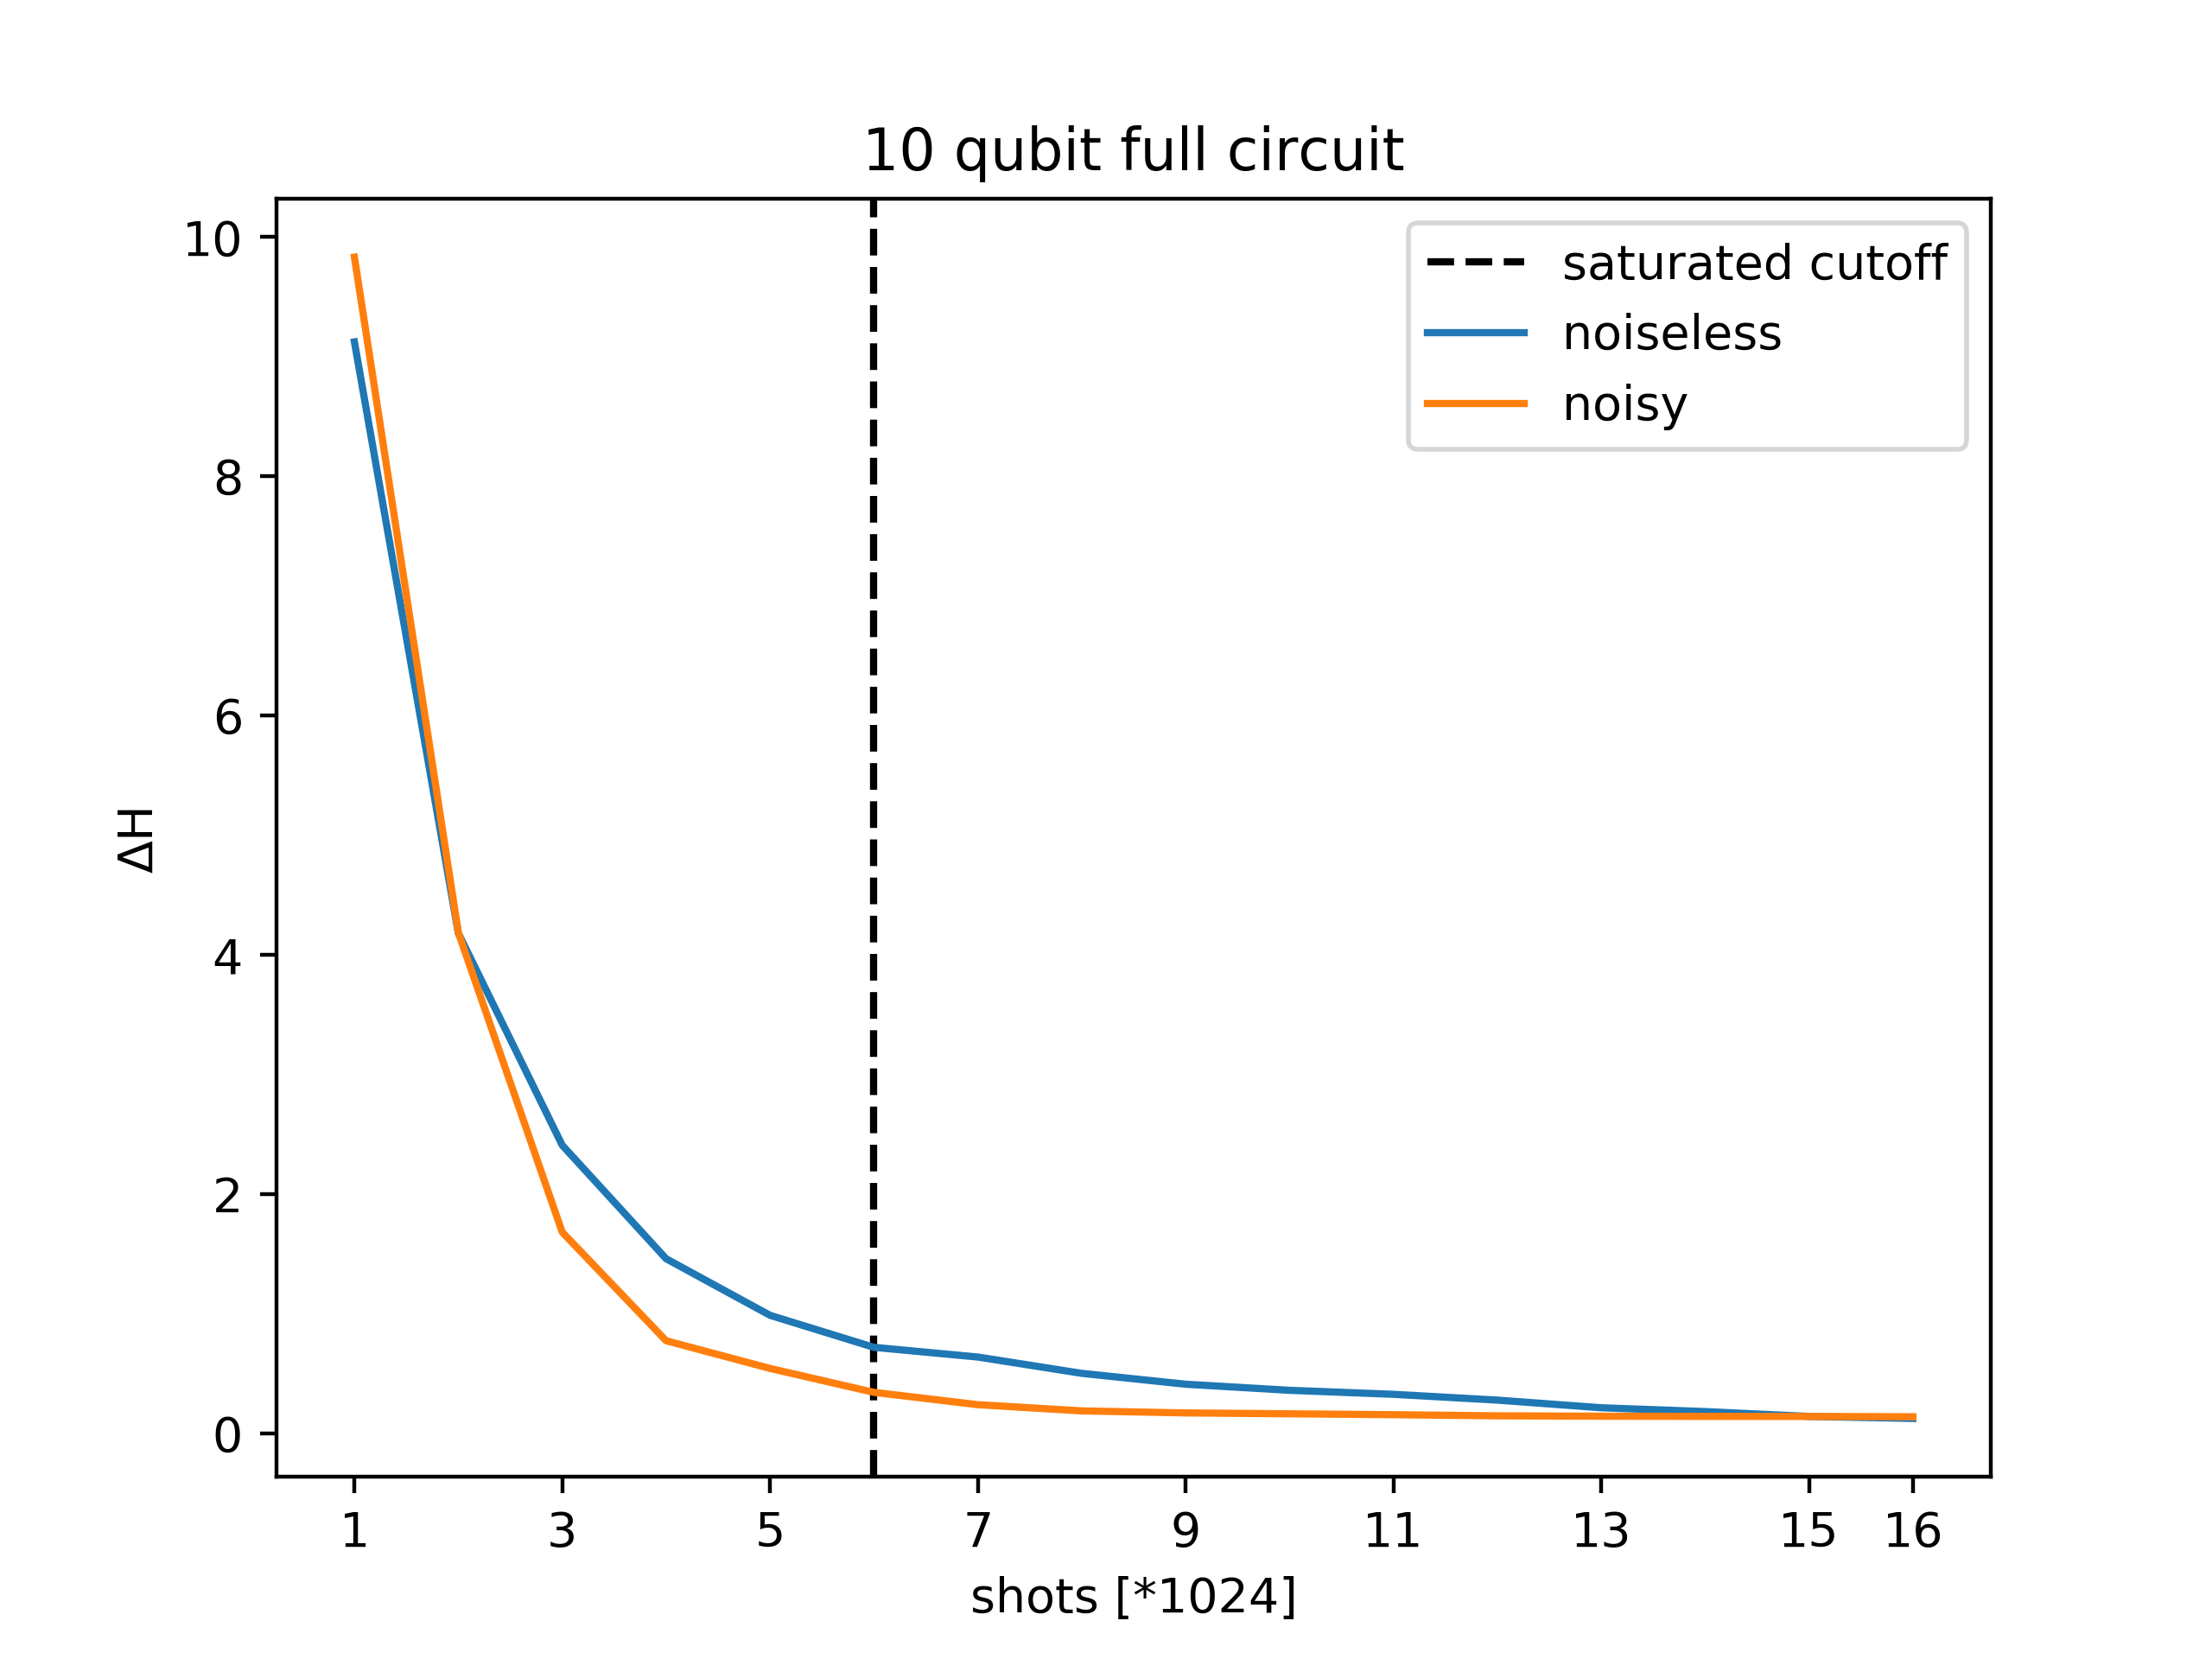 10 qubit full circuit
saturated cutoff
noiseless
noisy
10
8
6
4
2
0
ΔH
1 3 5 7 9 11 13 15 16
shots [*1024]